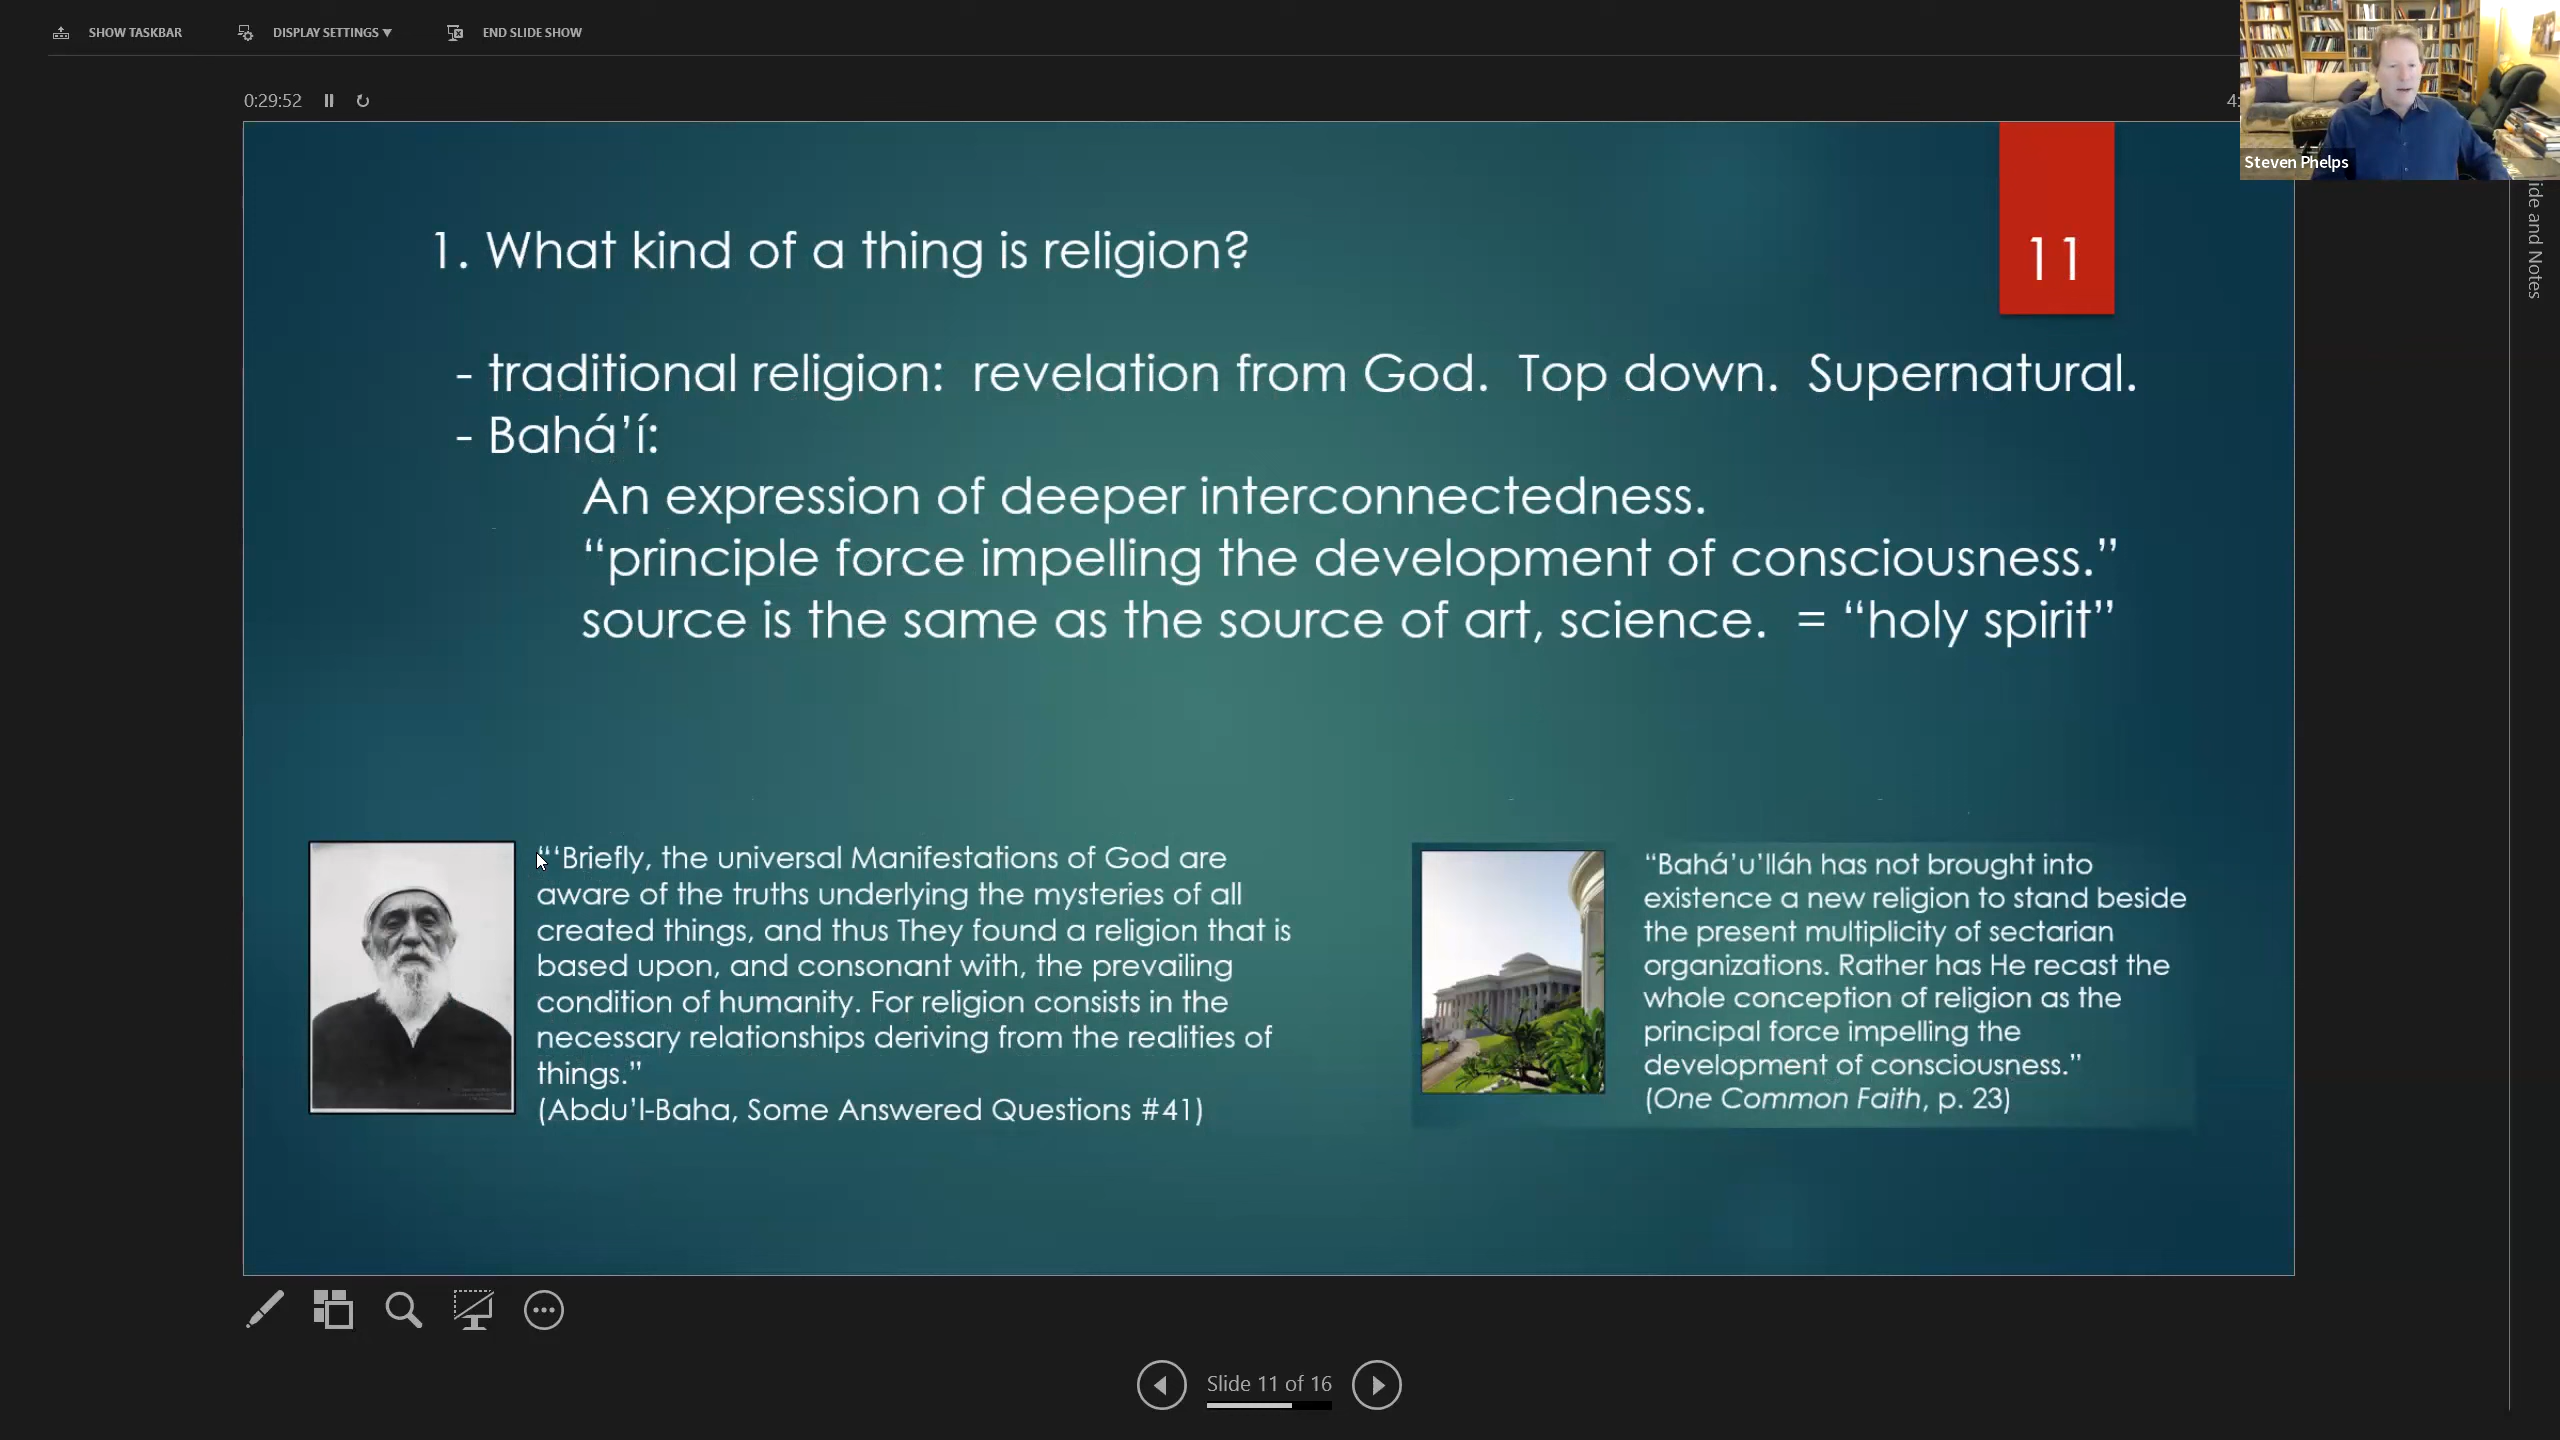 SHOW TASKBAR
DISPLAY SETTINGS ▼
END SLIDE SHOW
0:29:52
4:
Steven Phelps
ide and Notes
11
1. What kind of a thing is religion?
- traditional religion:  revelation from God.  Top down.  Supernatural.
- Bahá’í:
An expression of deeper interconnectedness.
“principle force impelling the development of consciousness.”
source is the same as the source of art, science.  = “holy spirit”
“‘Briefly, the universal Manifestations of God are
aware of the truths underlying the mysteries of all
created things, and thus They found a religion that is
based upon, and consonant with, the prevailing
condition of humanity. For religion consists in the
necessary relationships deriving from the realities of
things.”
(Abdu’l-Baha, Some Answered Questions #41)
“Bahá’u’lláh has not brought into
existence a new religion to stand beside
the present multiplicity of sectarian
organizations. Rather has He recast the
whole conception of religion as the
principal force impelling the
development of consciousness.”
(One Common Faith, p. 23)
Slide 11 of 16